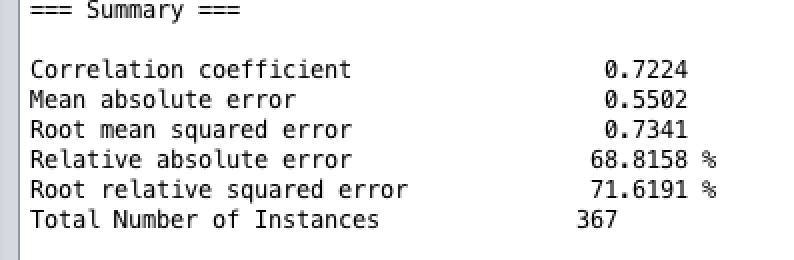 === Summary ===
Correlation coefficient 0.7224
Mean absolute error 0.5502
Root mean squared error 0.7341
Relative absolute error 68.8158 %
Root relative squared error 71.6191 %
Total Number of Instances 367